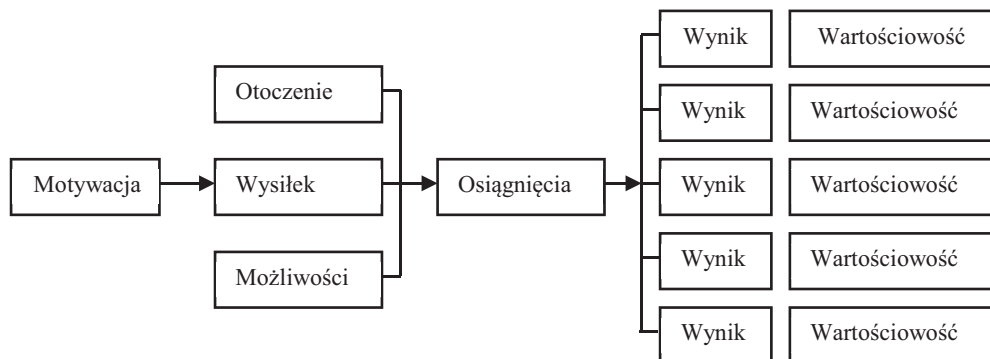 Wynik Wartościowość
Otoczenie
Wynik Wartościowość
Motywacja Wysiłek Osiągnięcia Wynik Wartościowość
Możliwości
Wynik Wartościowość
Wynik Wartościowość